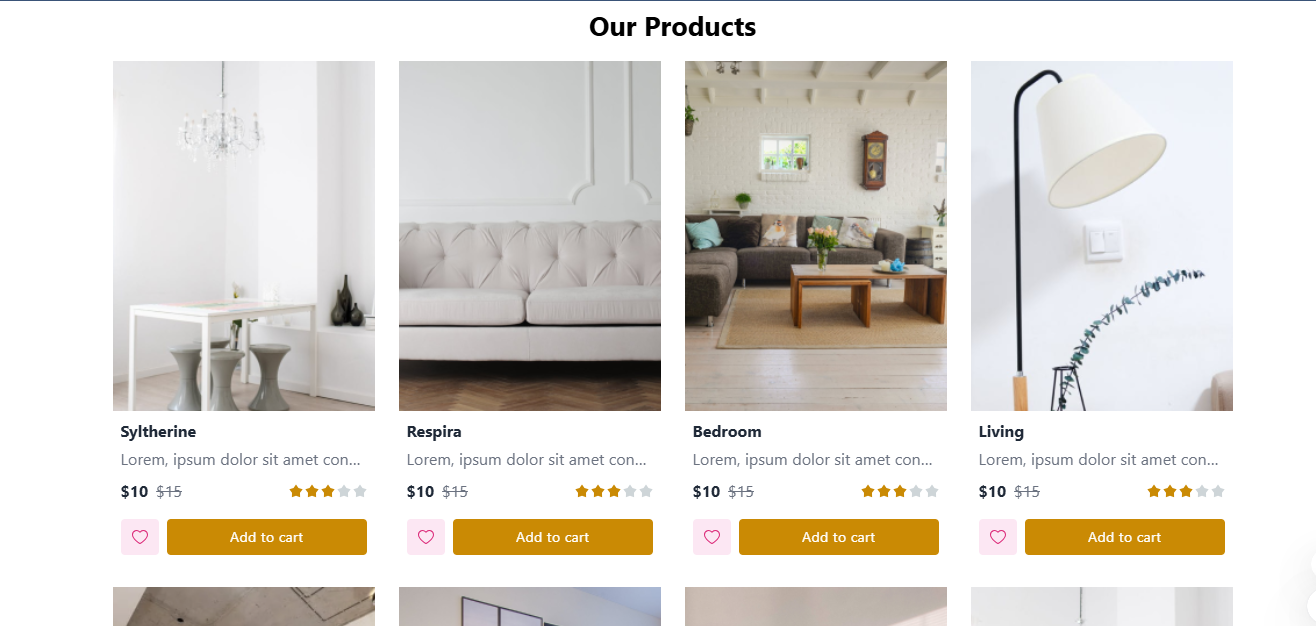 Our Products
Syltherine
Lorem, ipsum dolor sit amet con...
$10 $15
Add to cart
Respira
Lorem, ipsum dolor sit amet con...
$10 $15
Add to cart
Bedroom
Lorem, ipsum dolor sit amet con...
$10 $15
Add to cart
Living
Lorem, ipsum dolor sit amet con...
$10 $15
Add to cart